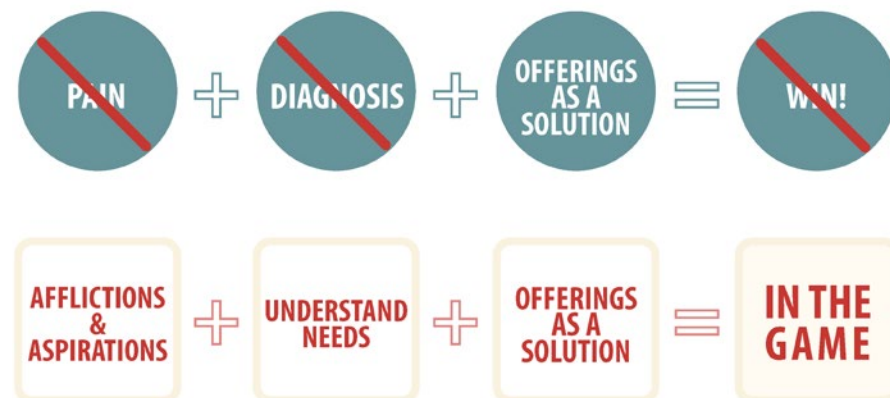 PAIN + DIAGNOSIS + OFFERINGS AS A SOLUTION = WIN!
AFFLICTIONS & ASPIRATIONS + UNDERSTAND NEEDS + OFFERINGS AS A SOLUTION = IN THE GAME